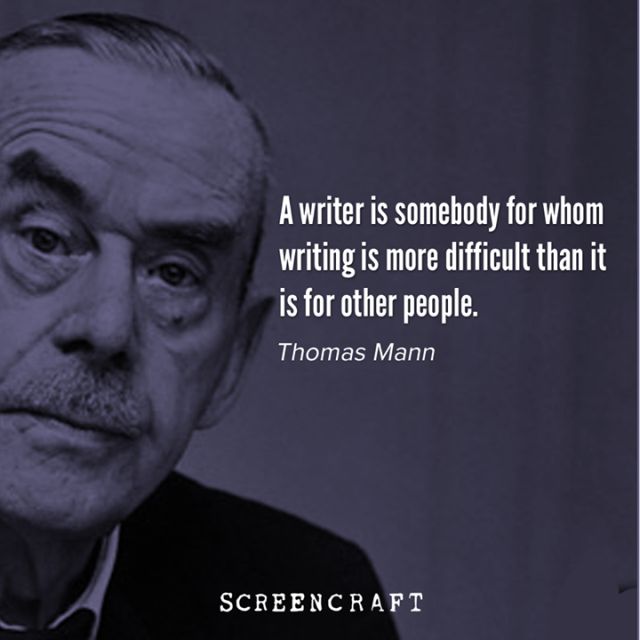 A writer is somebody for whom
writing is more difficult than it
is for other people.
Thomas Mann
SCREENCRAFT